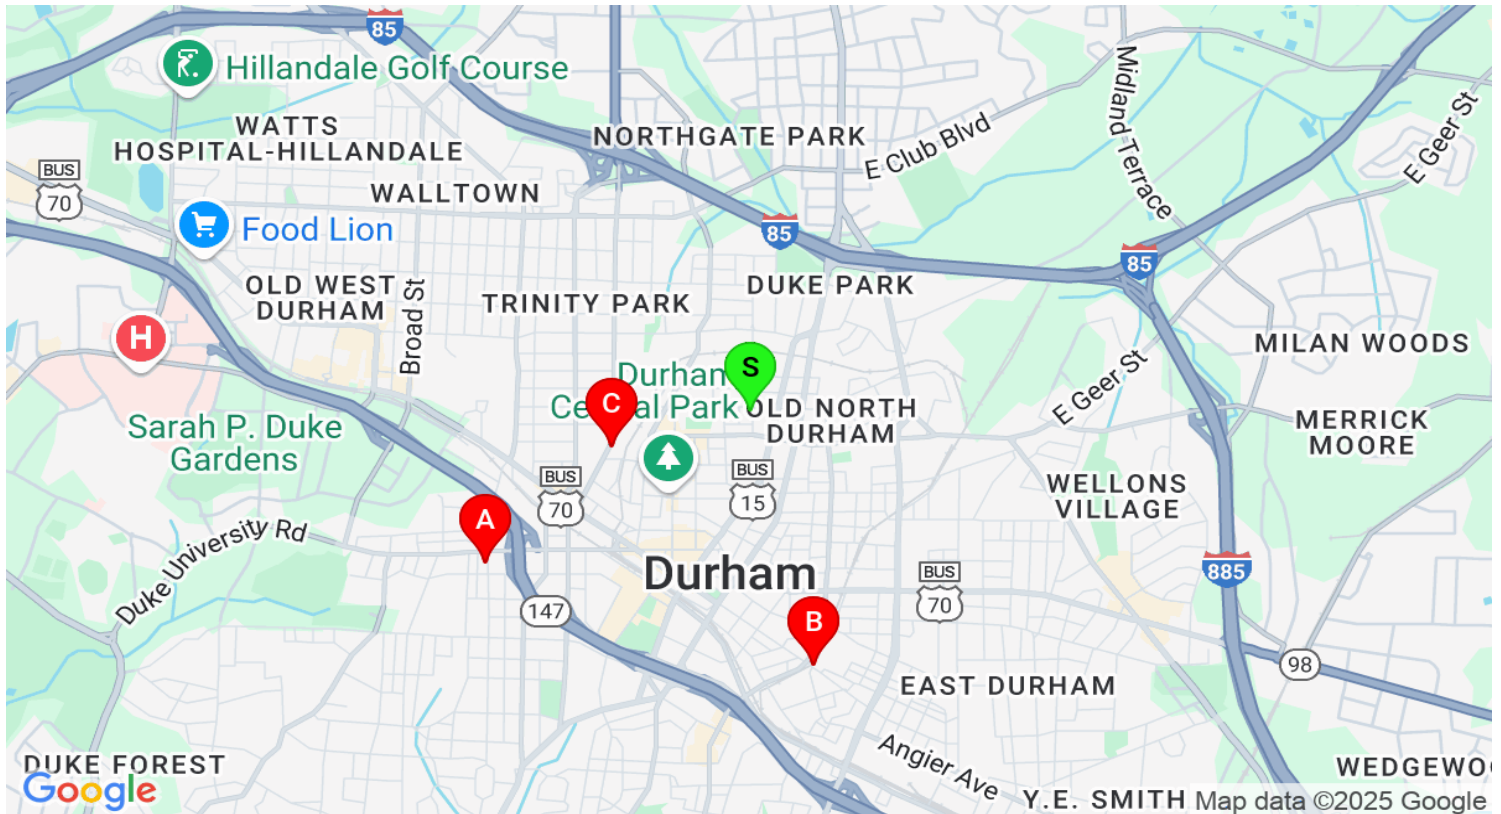 85
Hillandale Golf Course
WATTS
HOSPITAL-HILLANDALE
NORTHGATE PARK
E Club Blvd
Midland Terrace
E Geer St
BUS
70
WALLTOWN
Food Lion
85
85
OLD WEST
DURHAM
Broad St
TRINITY PARK
DUKE PARK
H
MILAN WOODS
S
Durham
Central Park
C
OLD NORTH
DURHAM
E Geer St
MERRICK
MOORE
Sarah P. Duke
Gardens
BUS
70
BUS
15
WELLONS
VILLAGE
A
Duke University Rd
Durham
BUS
70
885
147
B
98
EAST DURHAM
Angier Ave
DUKE FOREST
WEDGEWO
Google
Y.E. SMITH
Map data ©2025 Google